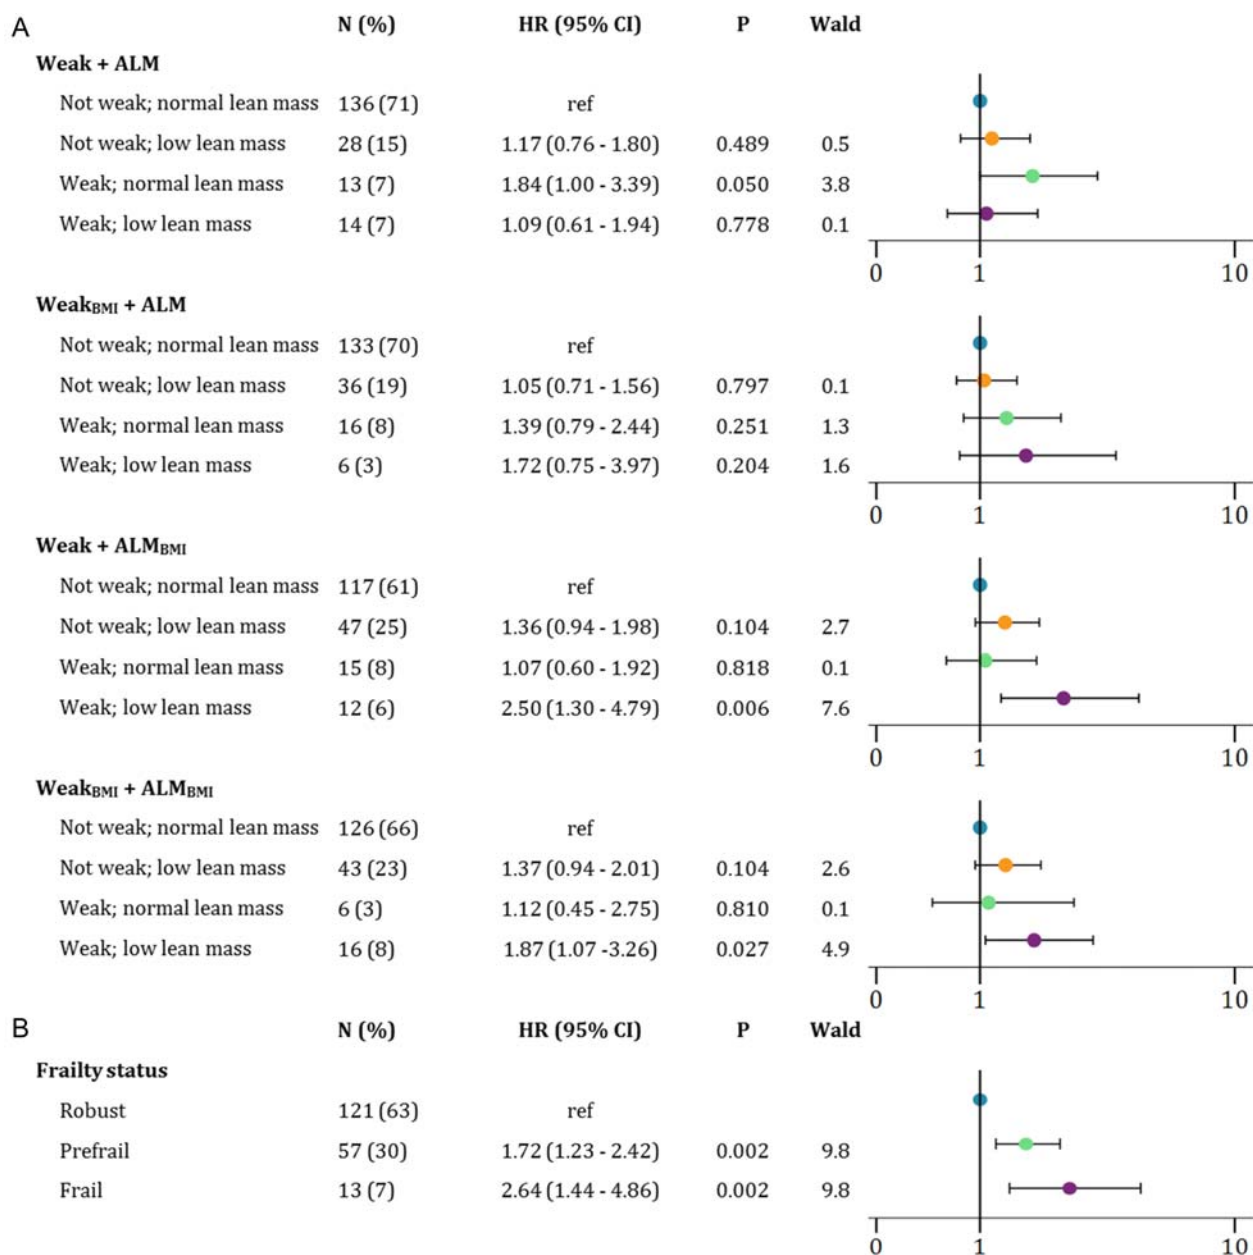 A N (%) HR (95% CI) P Wald
Weak + ALM
Not weak; normal lean mass 136 (71) ref
Not weak; low lean mass 28 (15) 1.17 (0.76 - 1.80) 0.489 0.5
Weak; normal lean mass 13 (7) 1.84 (1.00 - 3.39) 0.050 3.8
Weak; low lean mass 14 (7) 1.09 (0.61 - 1.94) 0.778 0.1
0 1 10
WeakBMI + ALM
Not weak; normal lean mass 133 (70) ref
Not weak; low lean mass 36 (19) 1.05 (0.71 - 1.56) 0.797 0.1
Weak; normal lean mass 16 (8) 1.39 (0.79 - 2.44) 0.251 1.3
Weak; low lean mass 6 (3) 1.72 (0.75 - 3.97) 0.204 1.6
0 1 10
Weak + ALMBMI
Not weak; normal lean mass 117 (61) ref
Not weak; low lean mass 47 (25) 1.36 (0.94 - 1.98) 0.104 2.7
Weak; normal lean mass 15 (8) 1.07 (0.60 - 1.92) 0.818 0.1
Weak; low lean mass 12 (6) 2.50 (1.30 - 4.79) 0.006 7.6
0 1 10
WeakBMI + ALMBMI
Not weak; normal lean mass 126 (66) ref
Not weak; low lean mass 43 (23) 1.37 (0.94 - 2.01) 0.104 2.6
Weak; normal lean mass 6 (3) 1.12 (0.45 - 2.75) 0.810 0.1
Weak; low lean mass 16 (8) 1.87 (1.07 -3.26) 0.027 4.9
0 1 10
B N (%) HR (95% CI) P Wald
Frailty status
Robust 121 (63) ref
Prefrail 57 (30) 1.72 (1.23 - 2.42) 0.002 9.8
Frail 13 (7) 2.64 (1.44 - 4.86) 0.002 9.8
0 1 10